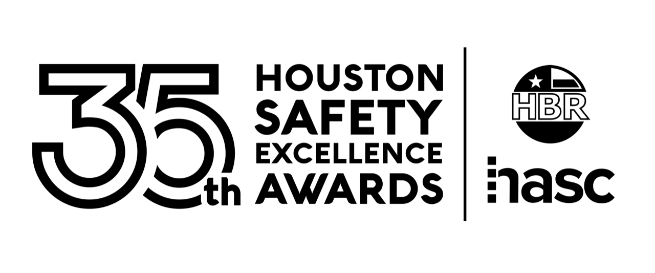 35th
HOUSTON
SAFETY
EXCELLENCE
AWARDS
HBR
hasc